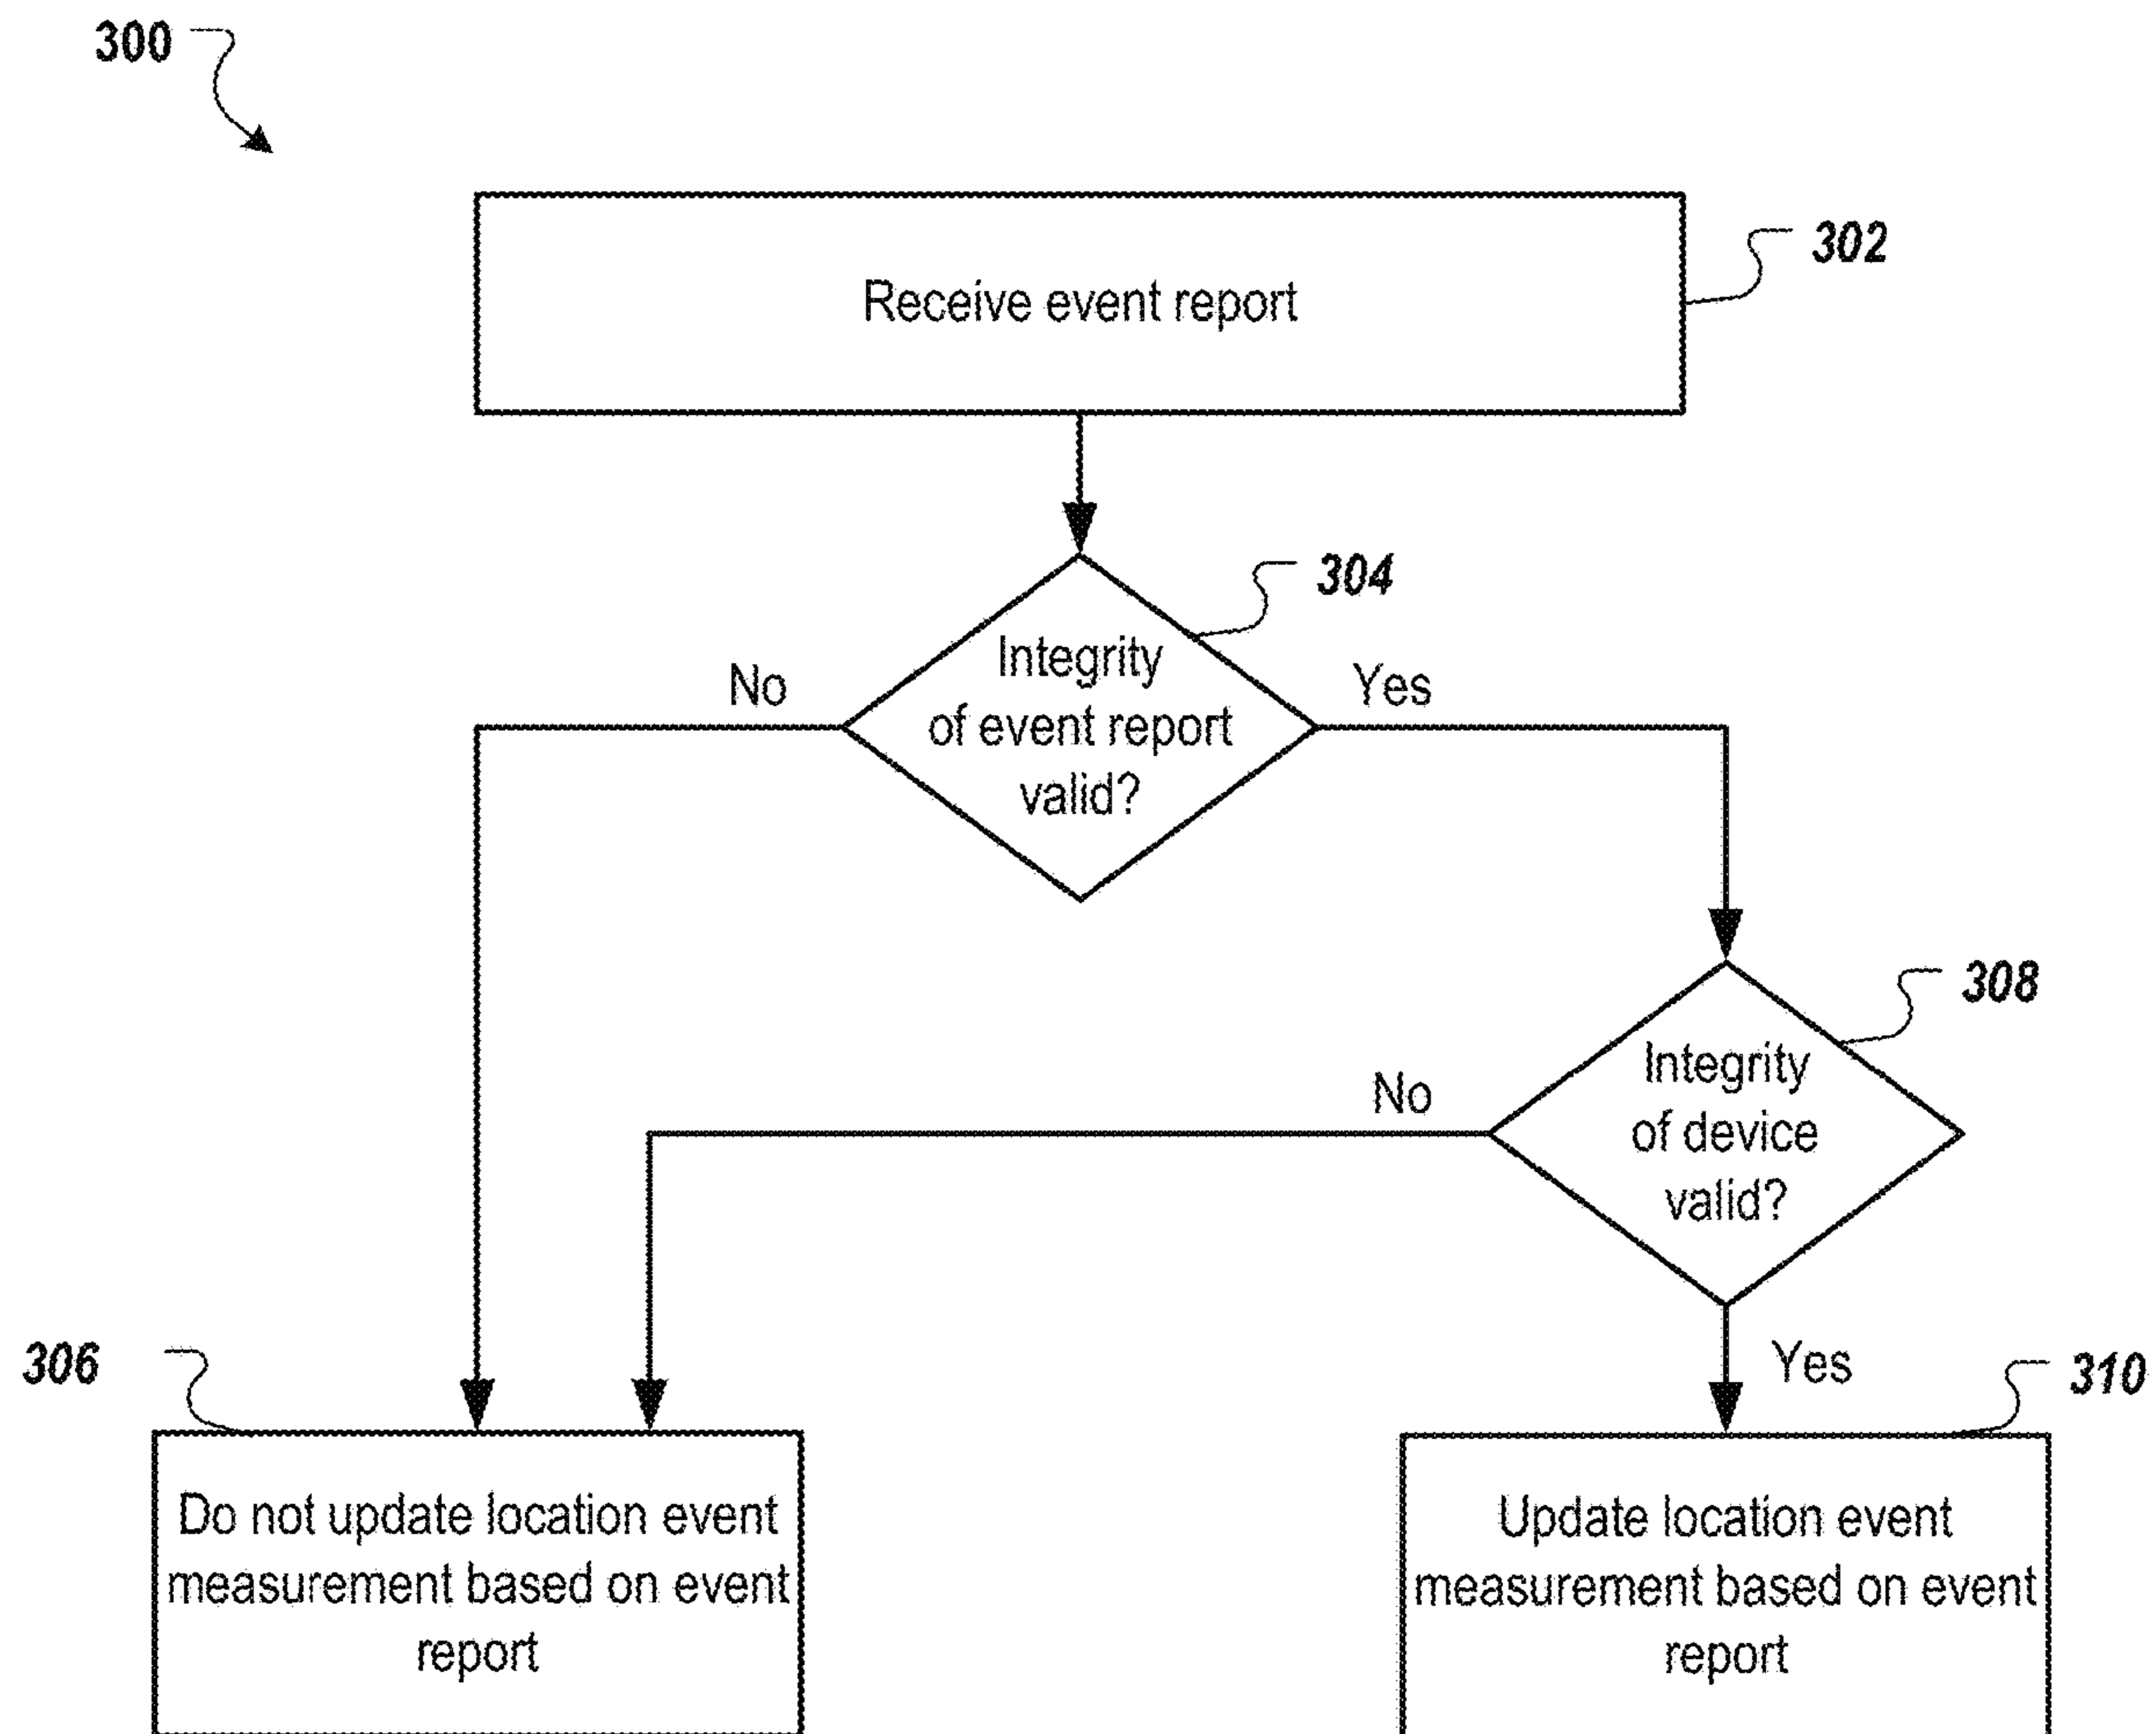 300
Receive event report
302
304
Integrity
of event report
valid?
No
Yes
308
Integrity
of device
valid?
No
Yes
306
310
Do not update location event
measurement based on event
report
Update location event
measurement based on event
report